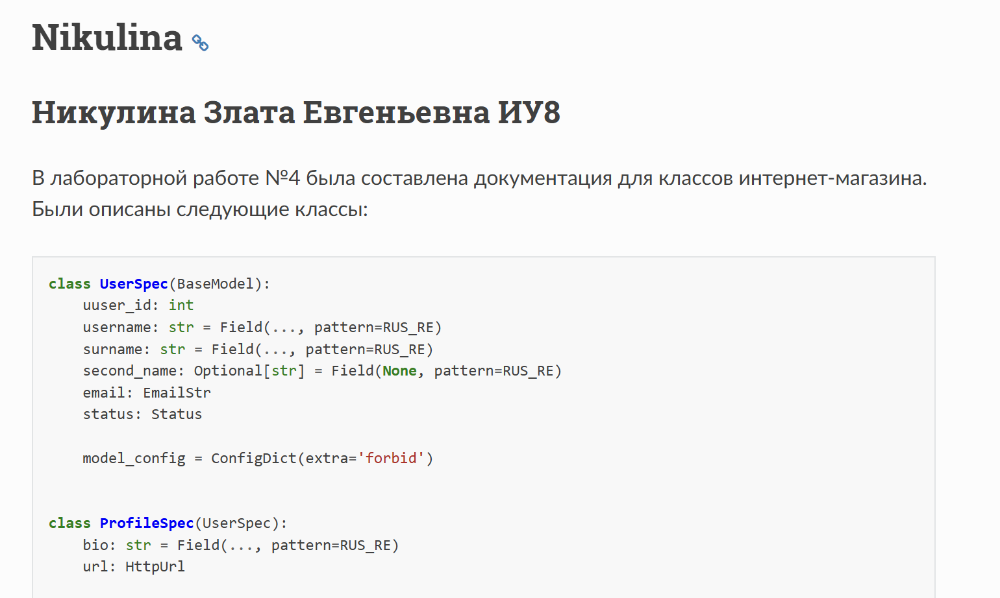 Nikulina
Никулина Злата Евгеньевна ИУ8
В лабораторной работе №4 была составлена документация для классов интернет-магазина.
Были описаны следующие классы:
class UserSpec(BaseModel):
    uuser_id: int
    username: str = Field(..., pattern=RUS_RE)
    surname: str = Field(..., pattern=RUS_RE)
    second_name: Optional[str] = Field(None, pattern=RUS_RE)
    email: EmailStr
    status: Status
    model_config = ConfigDict(extra='forbid')
class ProfileSpec(UserSpec):
    bio: str = Field(..., pattern=RUS_RE)
    url: HttpUrl